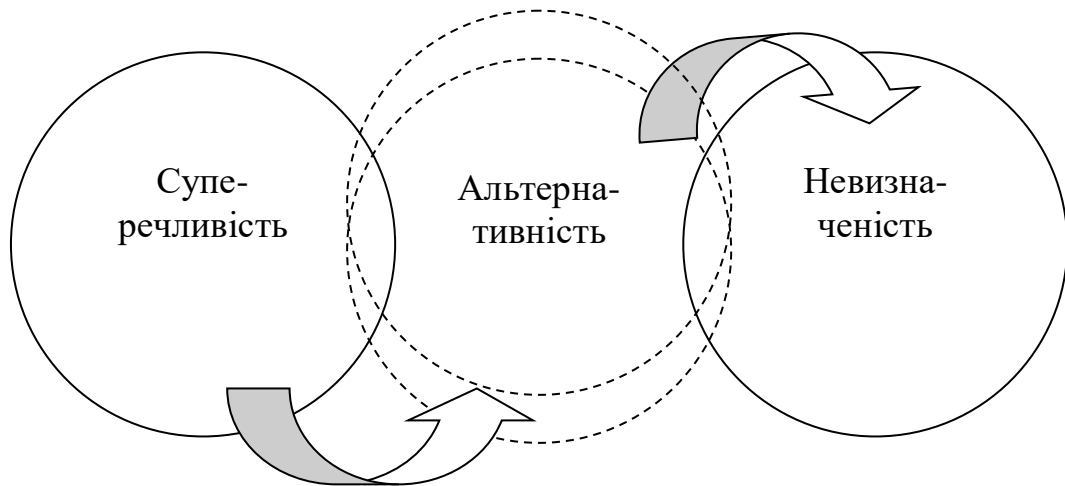 Супе-
речливість
Альтерна-
тивність
Невизна-
ченість